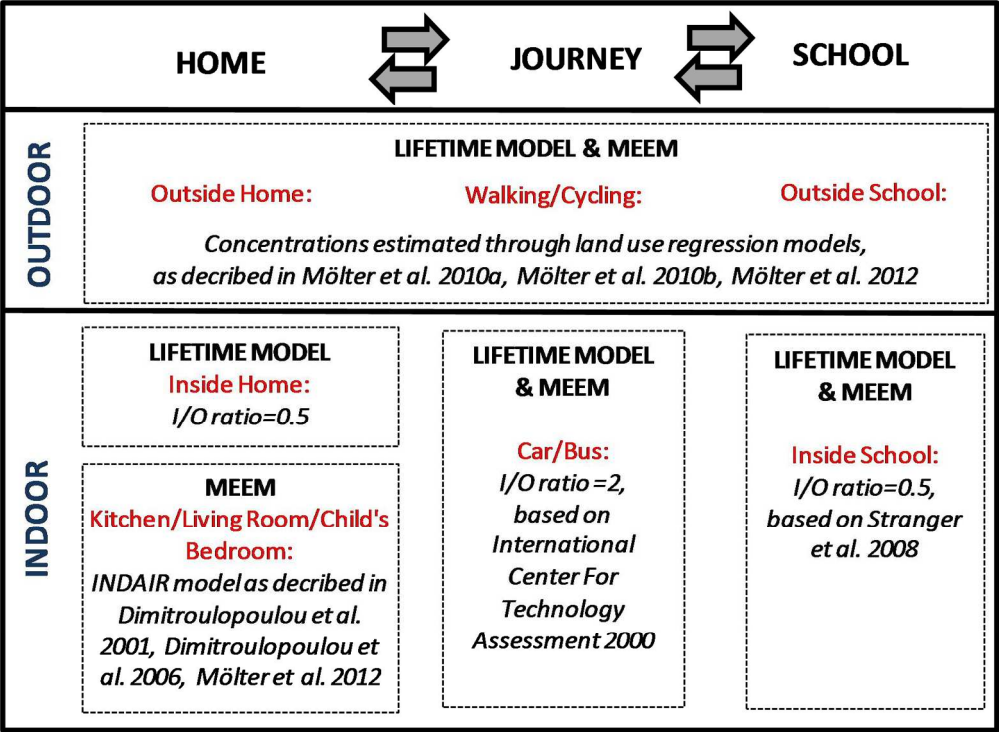 HOME
JOURNEY
SCHOOL
OUTDOOR
LIFETIME MODEL & MEEM
Outside Home:
Walking/Cycling:
Outside School:
Concentrations estimated through land use regression models,
as decribed in Mölter et al. 2010a, Mölter et al. 2010b, Mölter et al. 2012
INDOOR
LIFETIME MODEL
Inside Home:
I/O ratio=0.5
MEEM
Kitchen/Living Room/Child's
Bedroom:
INDAIR model as decribed in
Dimitroulopoulou et al.
2001, Dimitroulopoulou et
al. 2006, Mölter et al. 2012
LIFETIME MODEL
& MEEM
Car/Bus:
I/O ratio =2,
based on
International
Center For
Technology
Assessment 2000
LIFETIME MODEL
& MEEM
Inside School:
I/O ratio=0.5,
based on Stranger
et al. 2008